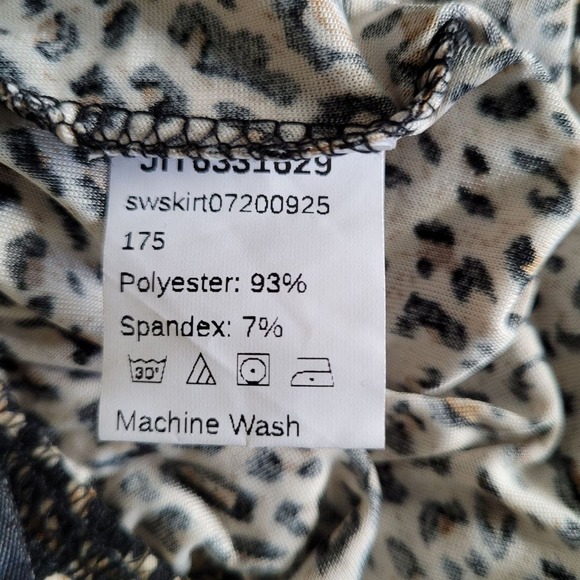 swskirt07200925
175
Polyester: 93%
Spandex: 7%
30°
Machine Wash